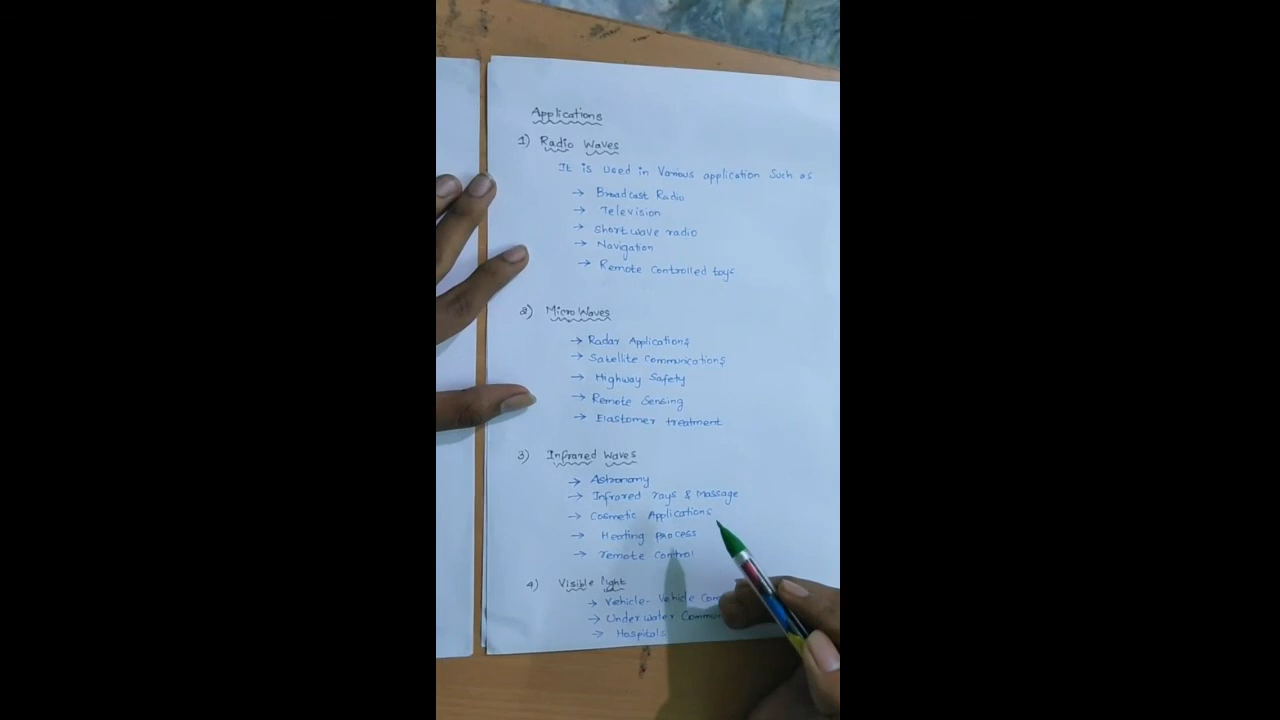 Applications
1) Radio Waves
It is used in Various application Such as
→ Broadcast Radio
→ Television
→ Short wave radio
→ Navigation
→ Remote Controlled toys
2) Micro Waves
→ Radar Applications
→ Satellite Communications
→ Highway Safety
→ Remote Sensing
→ Elastomer treatment
3) Infrared Waves
→ Astronomy
→ Infrared rays & Massage
→ Cosmetic Applications
→ Heating process
→ remote Control
4) Visible light
→ Vehicle - Vehicle
→ Under water
→ Hospitals